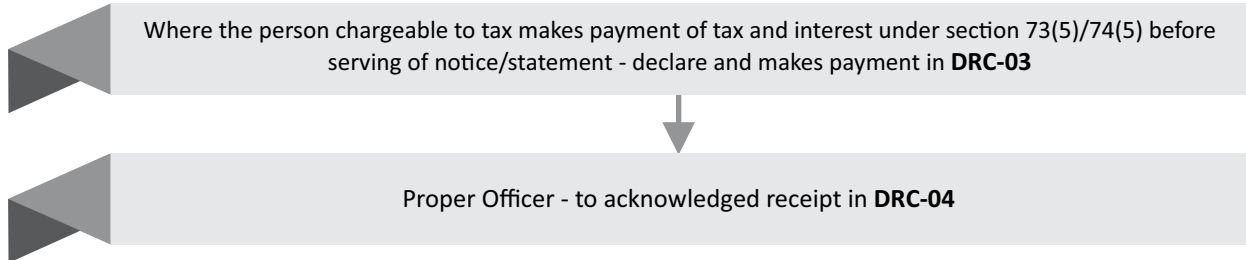 Where the person chargeable to tax makes payment of tax and interest under section 73(5)/74(5) before
serving of notice/statement - declare and makes payment in DRC-03
Proper Officer - to acknowledged receipt in DRC-04